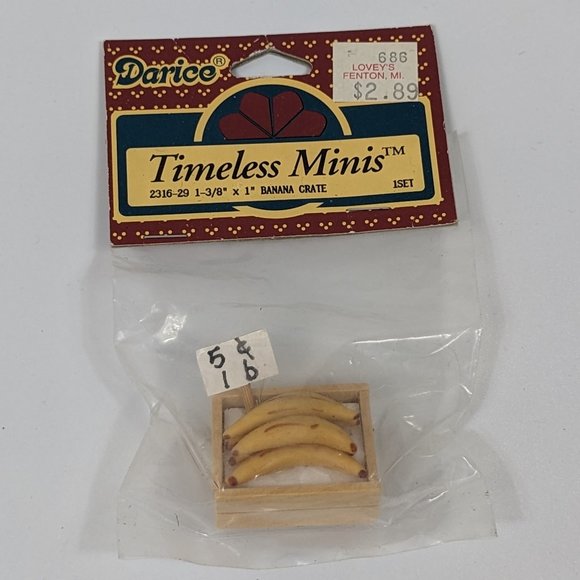 Darice®
686
LOVEY'S
FENTON, MI.
$2.89
Timeless Minis™
2316-29 1-3/8" x 1" BANANA CRATE 1SET
5¢
1b